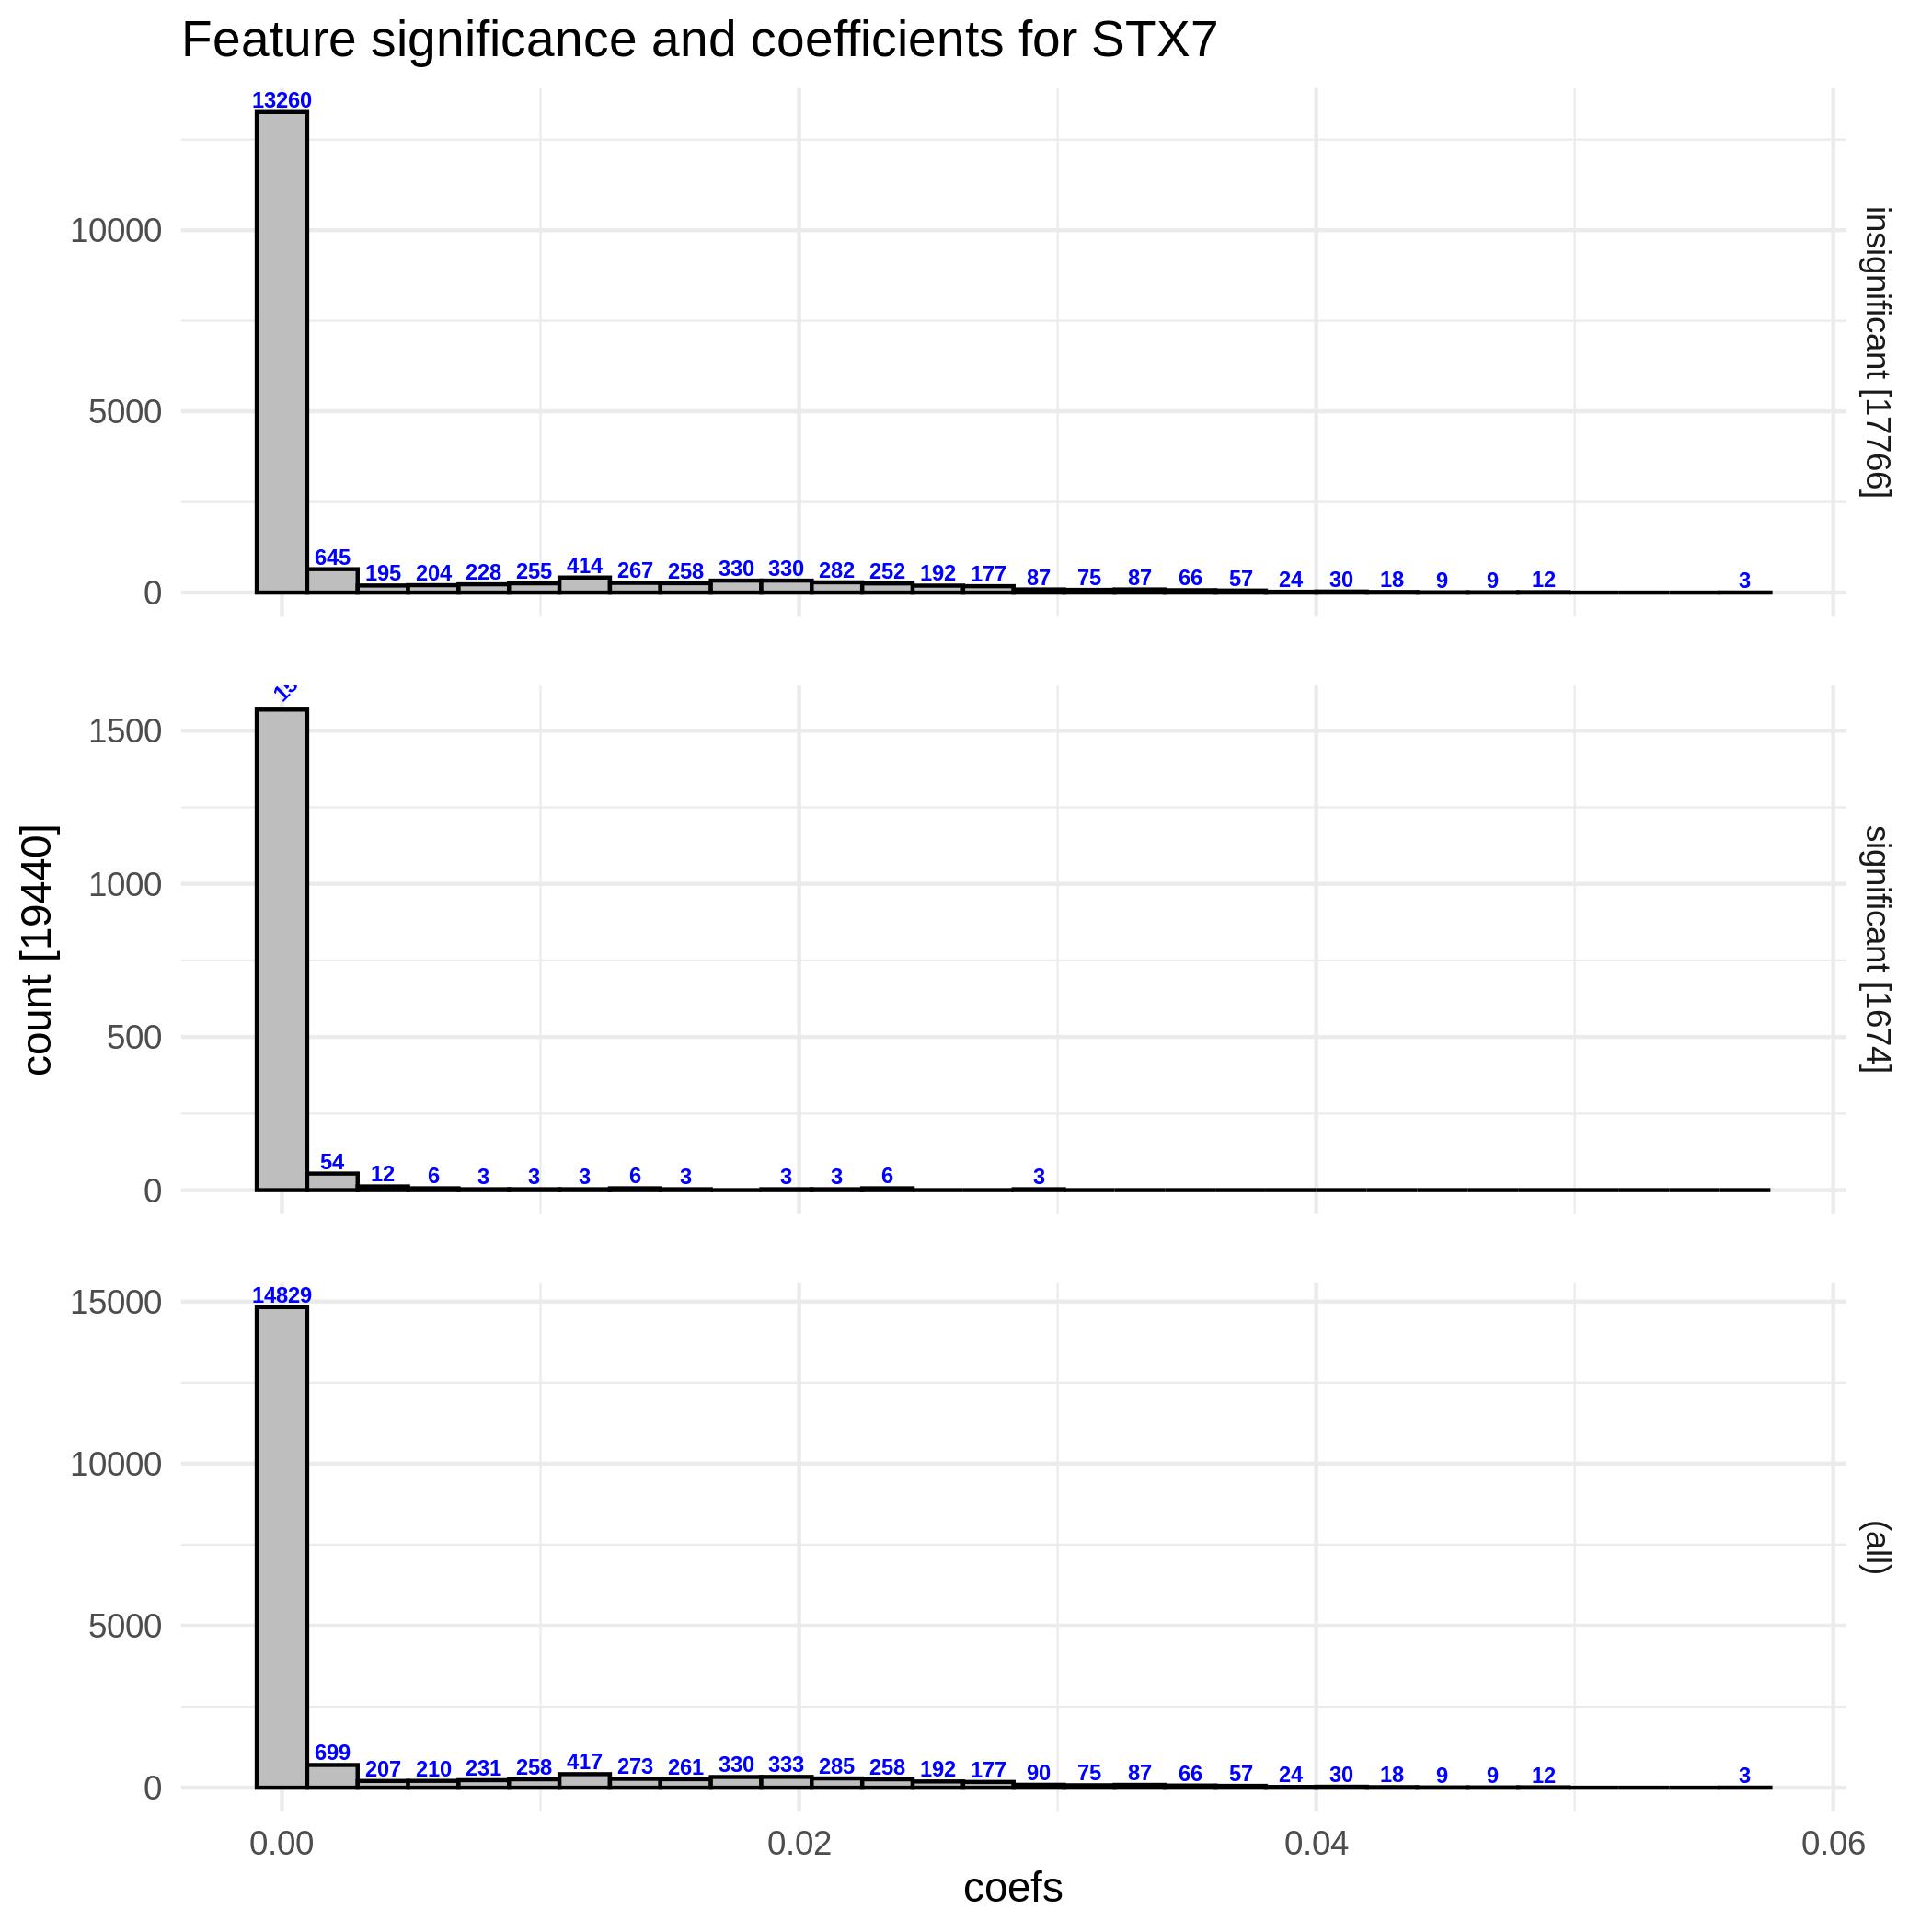 Feature significance and coefficients for STX7
13260
10000
5000
0
645 195 204 228 255 414 267 258 330 330 282 252 192 177 87 75 87 66 57 24 30 18 9 9 12 3
insignificant [17766]
1500
1000
500
0
54 12 6 3 3 3 6 3 3 3 6 3
significant [1674]
count [19440]
14829
15000
10000
5000
0
699 207 210 231 258 417 273 261 330 333 285 258 192 177 90 75 87 66 57 24 30 18 9 9 12 3
(all)
0.00 0.02 0.04 0.06
coefs